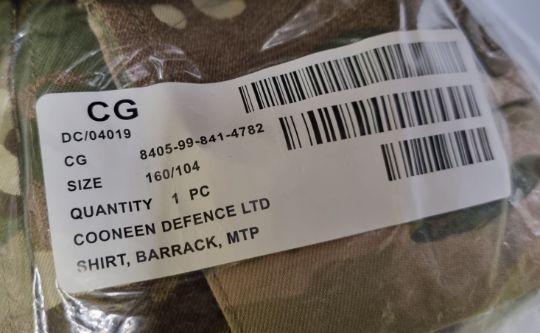 CG
DC/04019
CG 8405-99-841-4782
SIZE 160/104
QUANTITY 1 PC
COONEEN DEFENCE LTD
SHIRT, BARRACK, MTP